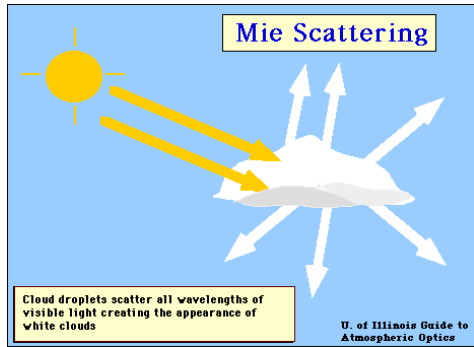 Mie Scattering
Cloud droplets scatter all wavelengths of
visible light creating the appearance of
white clouds
U. of Illinois Guide to
Atmospheric Optics